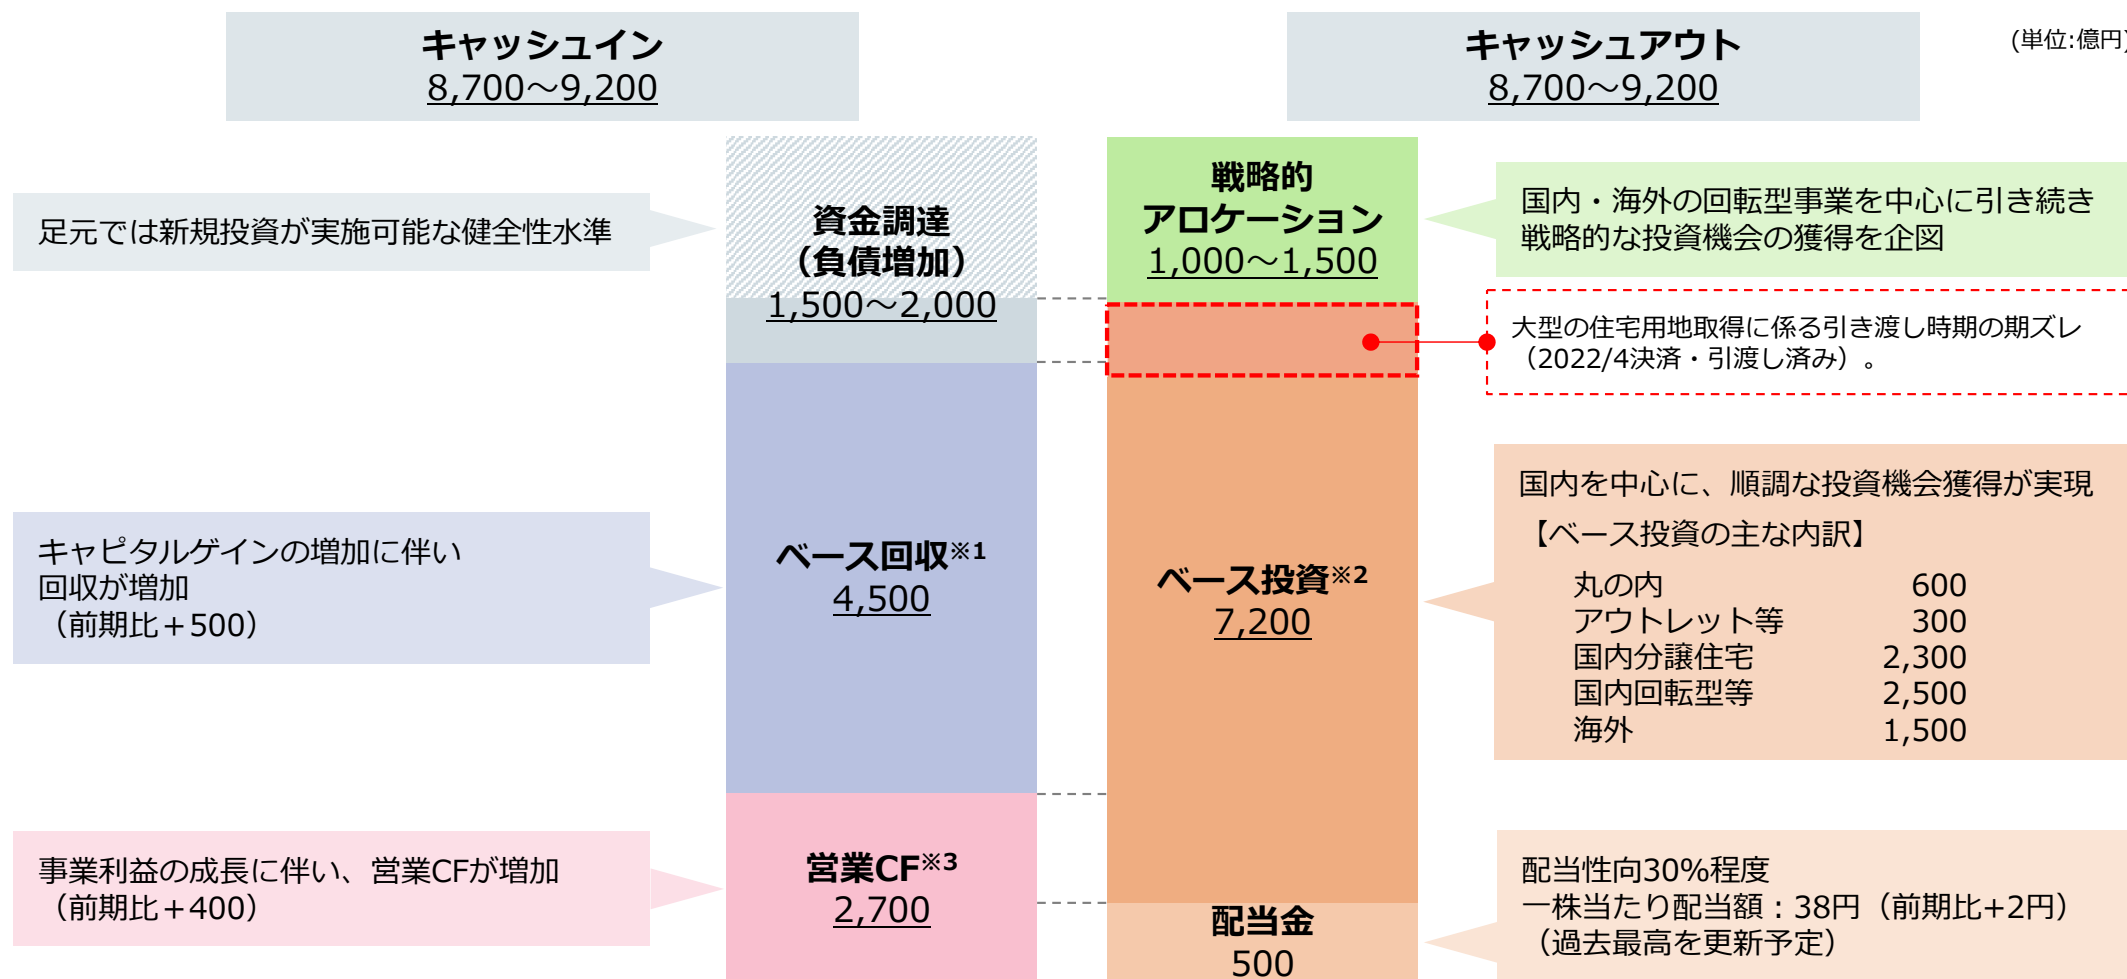 キャッシュイン
8,700～9,200
キャッシュアウト
8,700～9,200
(単位:億円)
足元では新規投資が実施可能な健全性水準
資金調達
（負債増加）
1,500～2,000
キャピタルゲインの増加に伴い
回収が増加
（前期比＋500）
ベース回収※1
4,500
事業利益の成長に伴い、営業CFが増加
（前期比＋400）
営業CF※3
2,700
戦略的
アロケーション
1,000～1,500
国内・海外の回転型事業を中心に引き続き
戦略的な投資機会の獲得を企図
大型の住宅用地取得に係る引き渡し時期の期ズレ
（2022/4決済・引渡し済み）。
ベース投資※2
7,200
国内を中心に、順調な投資機会獲得が実現
【ベース投資の主な内訳】
丸の内 600
アウトレット等 300
国内分譲住宅 2,300
国内回転型等 2,500
海外 1,500
配当金
500
配当性向30%程度
一株当たり配当額：38円（前期比+2円）
（過去最高を更新予定）